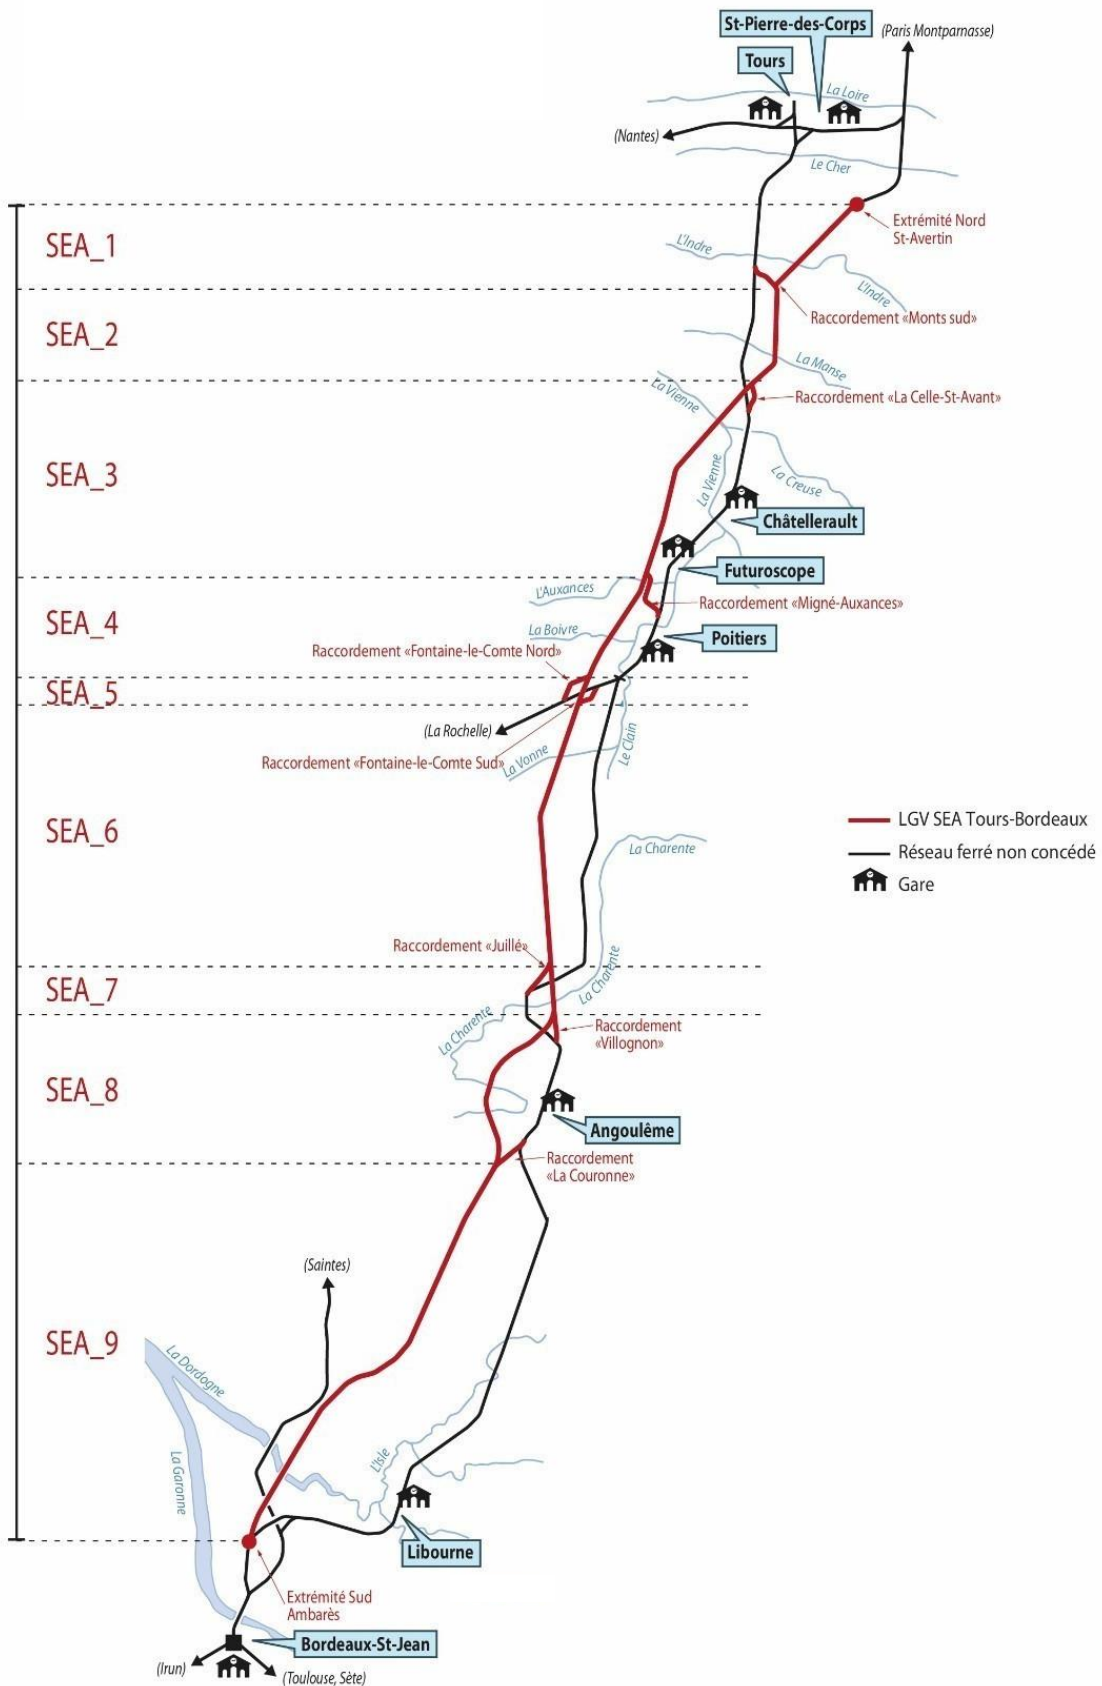 St-Pierre-des-Corps
(Paris Montparnasse)
Tours
La Loire
(Nantes)
Le Cher
Extrémité Nord
St-Avertin
SEA_1
L'Indre
L'Indre
Raccordement «Monts sud»
SEA_2
La Manse
La Vienne
Raccordement «La Celle-St-Avant»
SEA_3
La Vienne
La Creuse
Châtellerault
Futuroscope
L'Auxances
Raccordement «Migné-Auxances»
SEA_4
La Boivre
Poitiers
Raccordement «Fontaine-le-Comte Nord»
SEA_5
(La Rochelle)
Le Clain
Raccordement «Fontaine-le-Comte Sud»
La Vonne
SEA_6
LGV SEA Tours-Bordeaux
La Charente
Réseau ferré non concédé
Gare
Raccordement «Juillé»
SEA_7
La Charente
La Charente
Raccordement
«Villognon»
SEA_8
Angoulême
Raccordement
«La Couronne»
(Saintes)
SEA_9
La Dordogne
La Garonne
L'Isle
Libourne
Extrémité Sud
Ambarès
Bordeaux-St-Jean
(Irun)
(Toulouse, Sète)